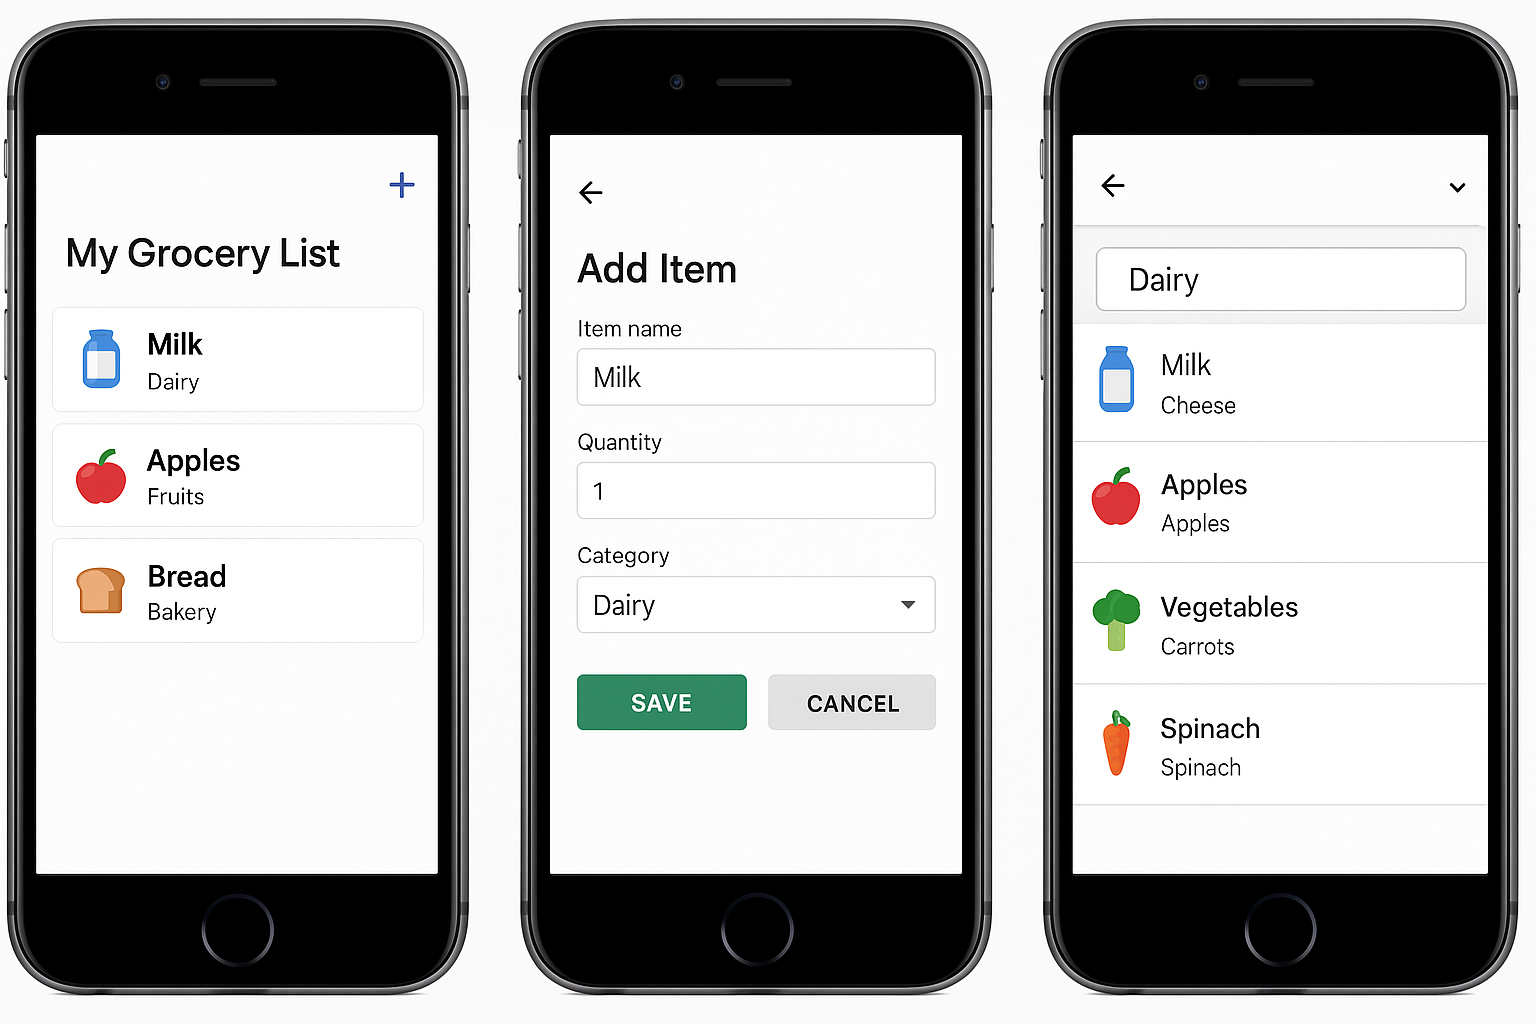 My Grocery List
Milk
Dairy
Apples
Fruits
Bread
Bakery
Add Item
Item name
Milk
Quantity
1
Category
Dairy
SAVE
CANCEL
Dairy
Milk
Cheese
Apples
Apples
Vegetables
Carrots
Spinach
Spinach